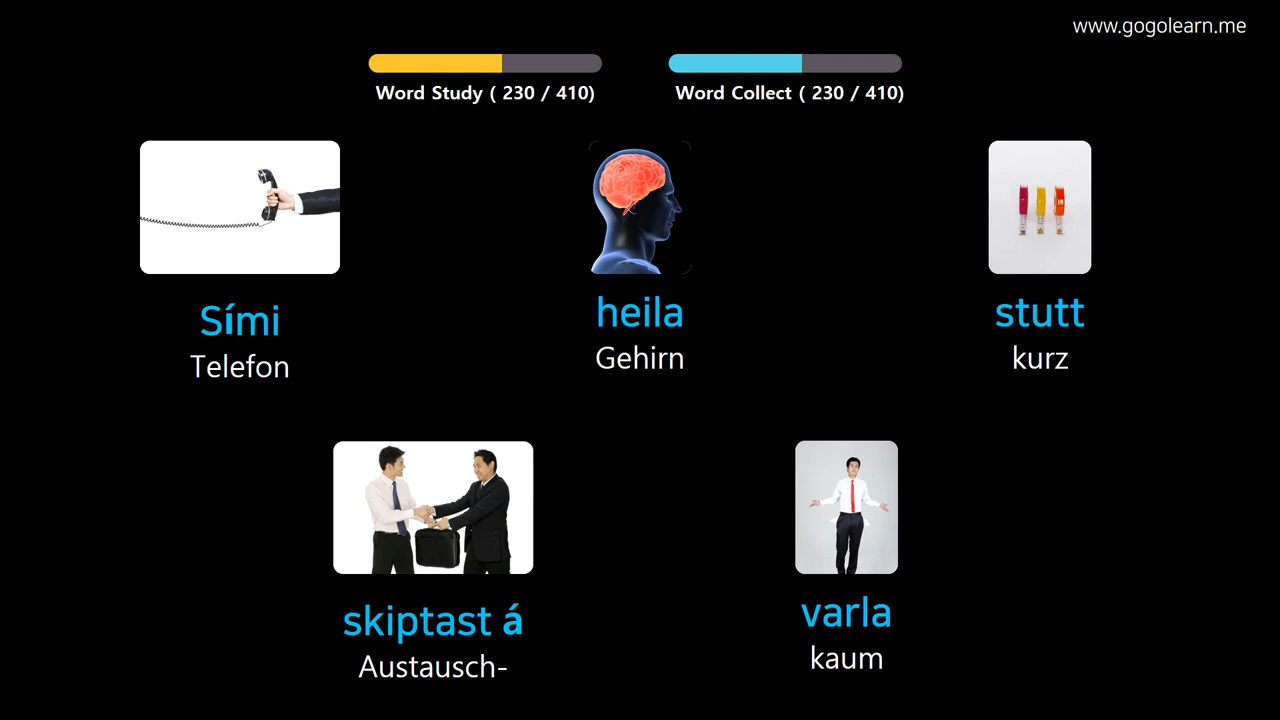 www.gogolearn.me
Word Study ( 230 / 410)
Word Collect ( 230 / 410)
Sími
Telefon
heila
Gehirn
stutt
kurz
skiptast á
Austausch-
varla
kaum